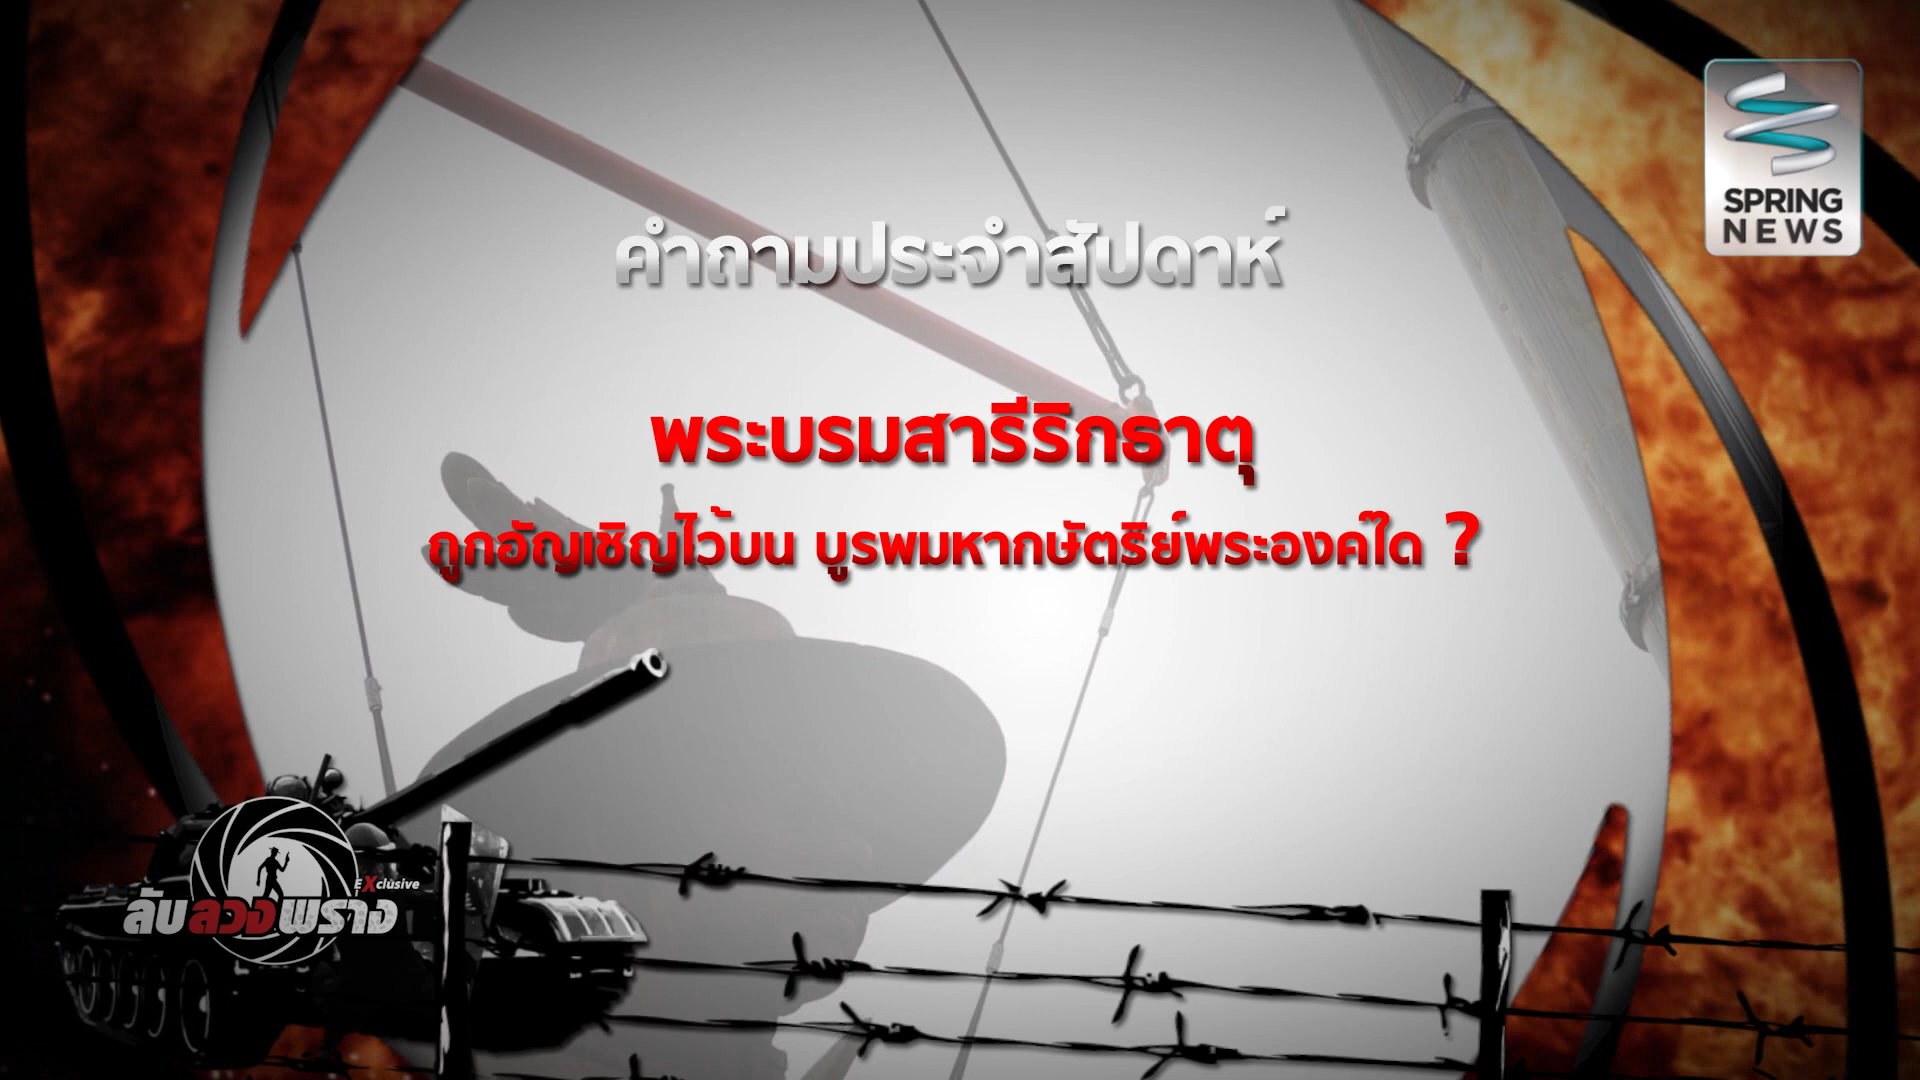 SPRING
NEWS
คำถามประจำสัปดาห์
พระบรมสารีริกธาตุ
ถูกอัญเชิญไว้บน บูรพมหากษัตริย์พระองค์ใด ?
EXclusive
ลับลวงพราง